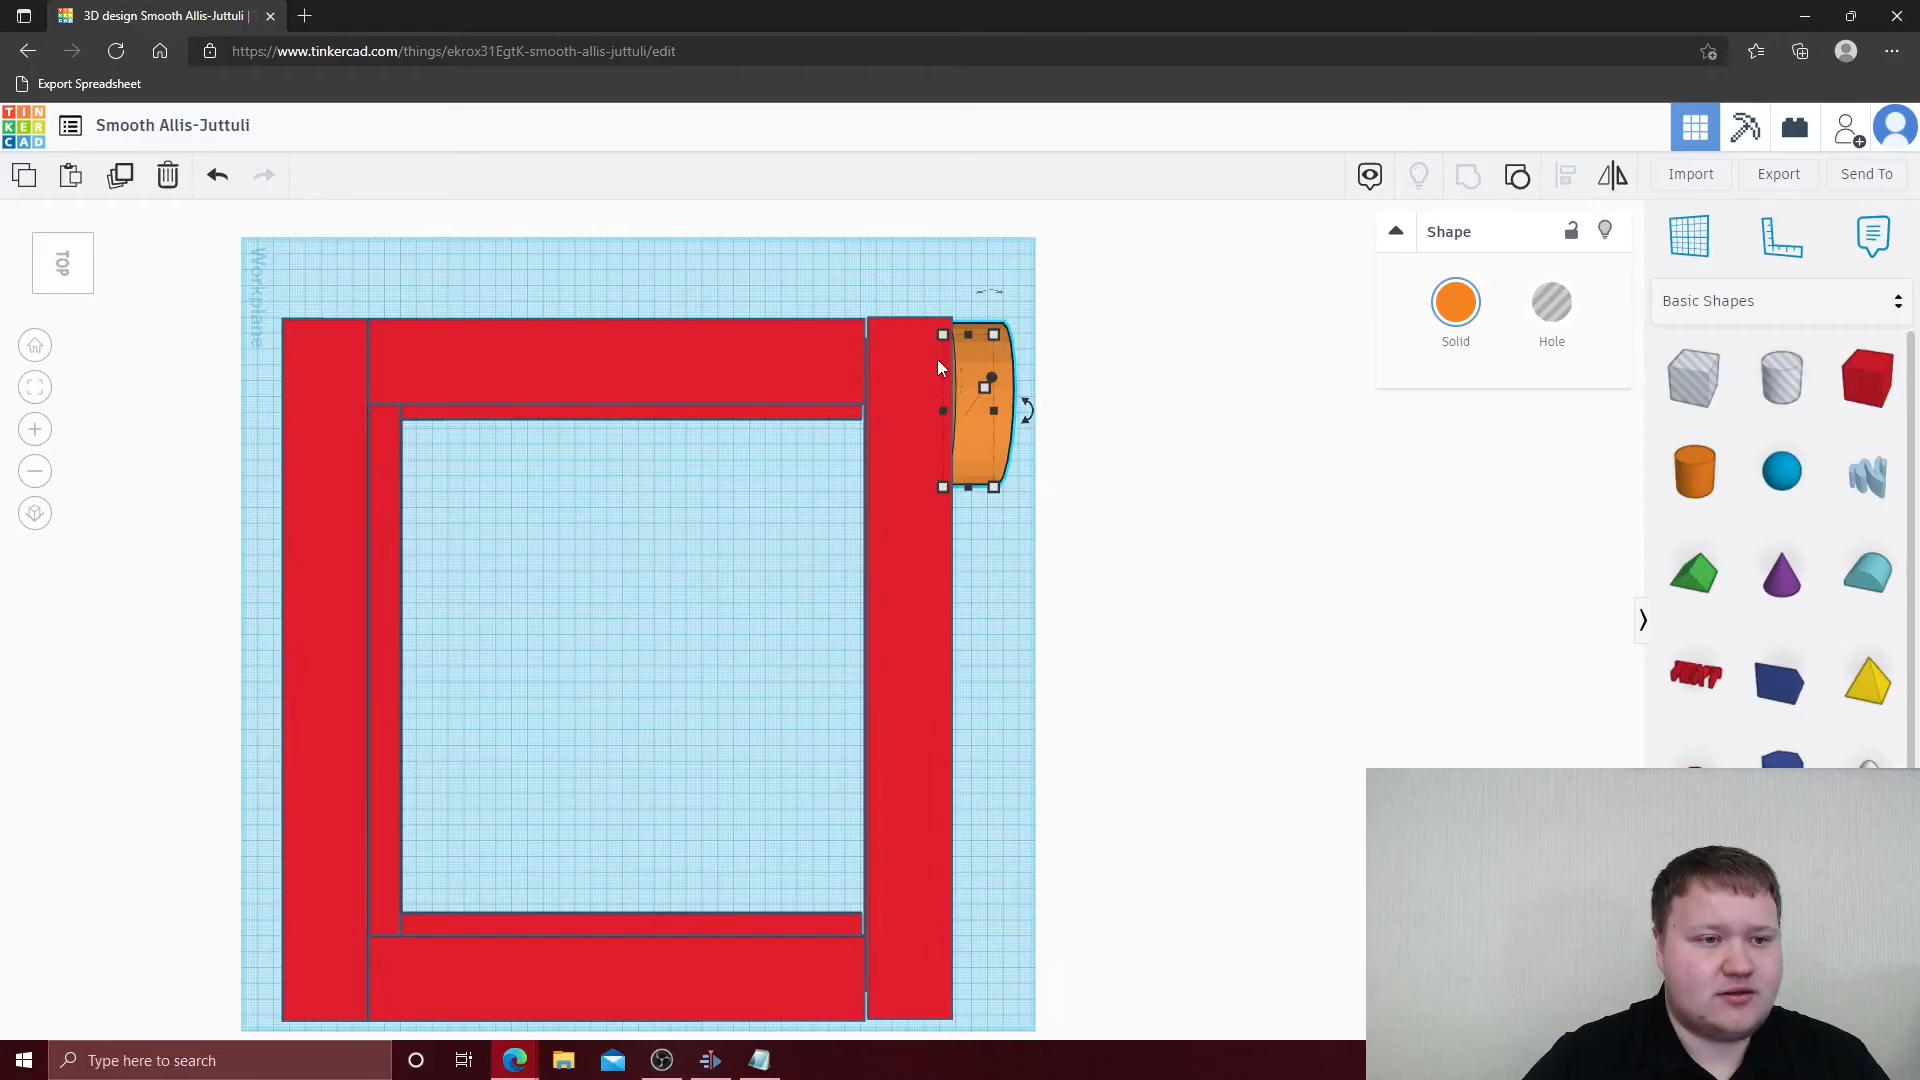 3D design Smooth Allis-Juttuli |
https://www.tinkercad.com/things/ekrox31EgtK-smooth-allis-juttuli/edit
Export Spreadsheet
TIN
KER
CAD
Smooth Allis-Juttuli
Import
Export
Send To
TOP
Workplane
Shape
Solid
Hole
Basic Shapes
TEXT
Type here to search